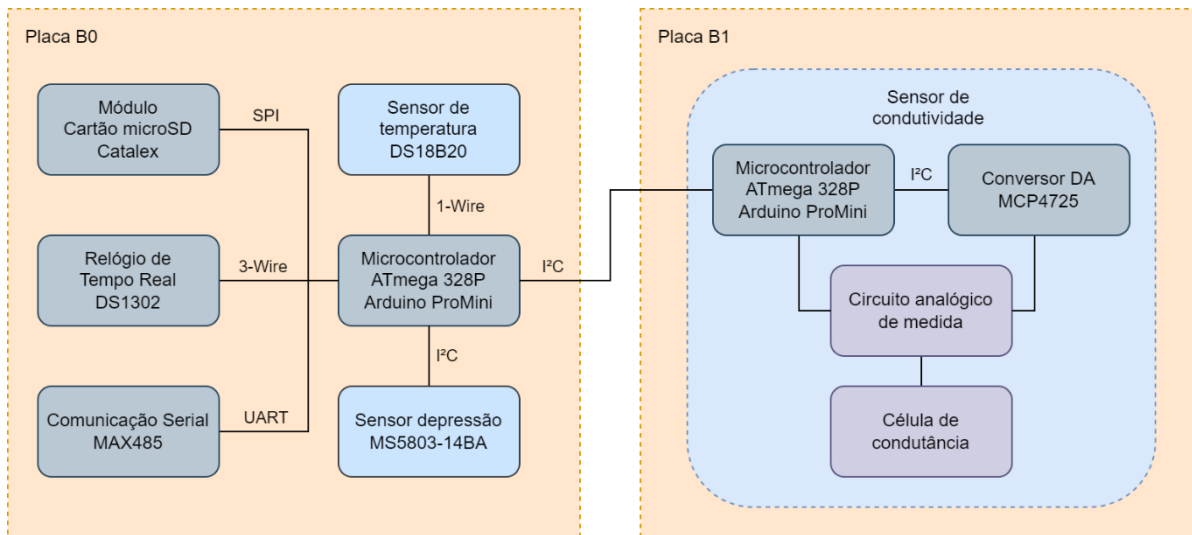 Placa B0
Módulo
Cartão microSD
Catalex
SPI
Sensor de
temperatura
DS18B20
1-Wire
Relógio de
Tempo Real
DS1302
3-Wire
Microcontrolador
ATmega 328P
Arduino ProMini
I²C
I²C
Comunicação Serial
MAX485
UART
Sensor depressão
MS5803-14BA
Placa B1
Sensor de
condutividade
Microcontrolador
ATmega 328P
Arduino ProMini
I²C
Conversor DA
MCP4725
Circuito analógico
de medida
Célula de
condutância